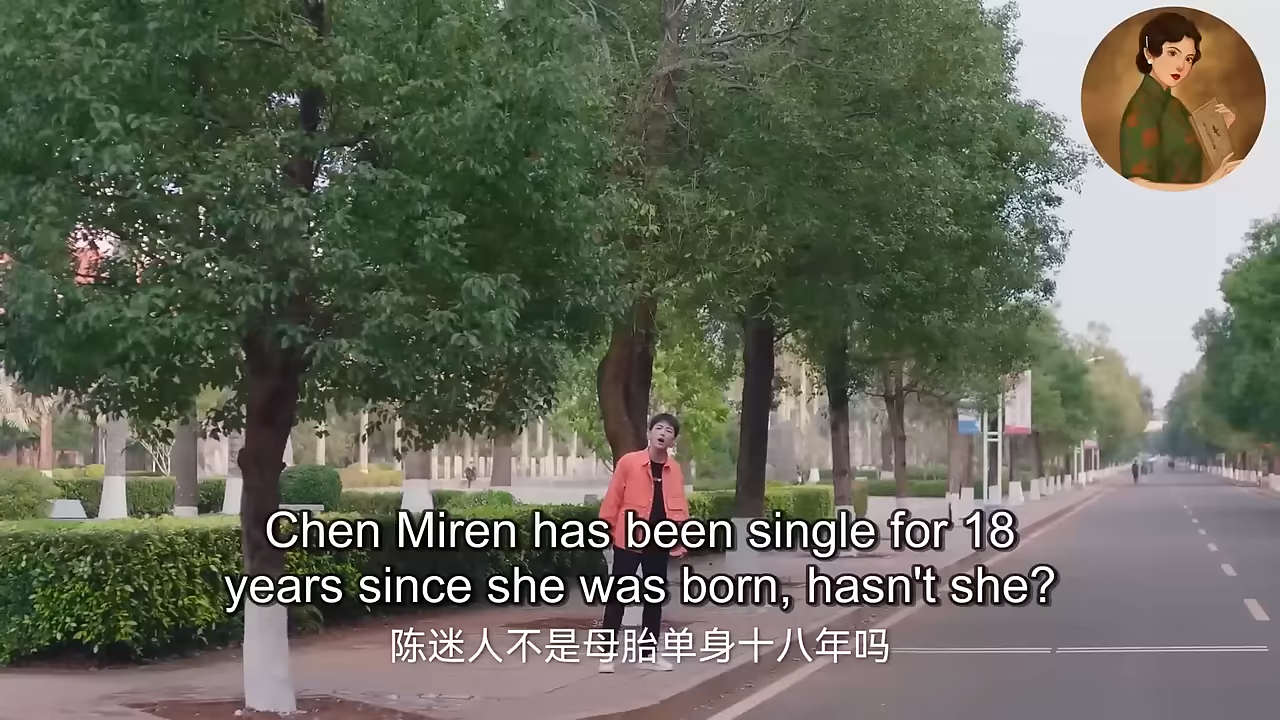 Chen Miren has been single for 18
years since she was born, hasn't she?
陈迷人不是母胎单身十八年吗